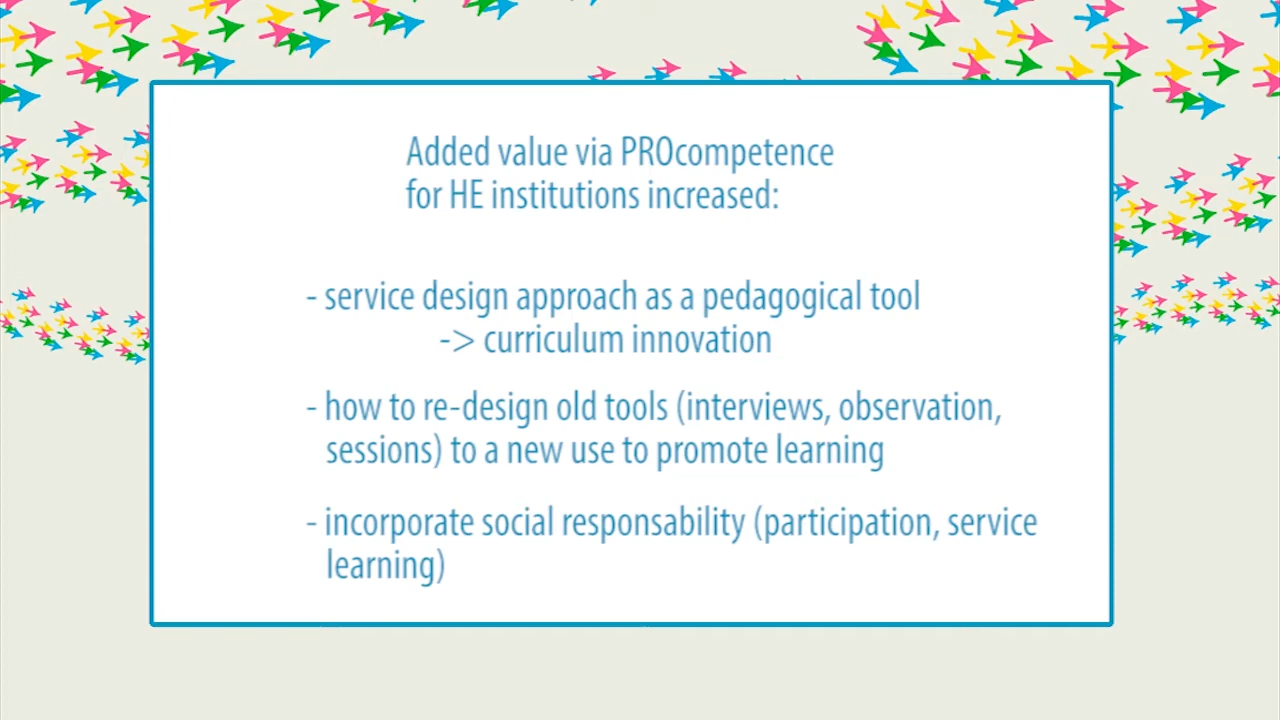 Added value via PROcompetence
for HE institutions increased:
- service design approach as a pedagogical tool
-> curriculum innovation
- how to re-design old tools (interviews, observation,
sessions) to a new use to promote learning
- incorporate social responsability (participation, service
learning)